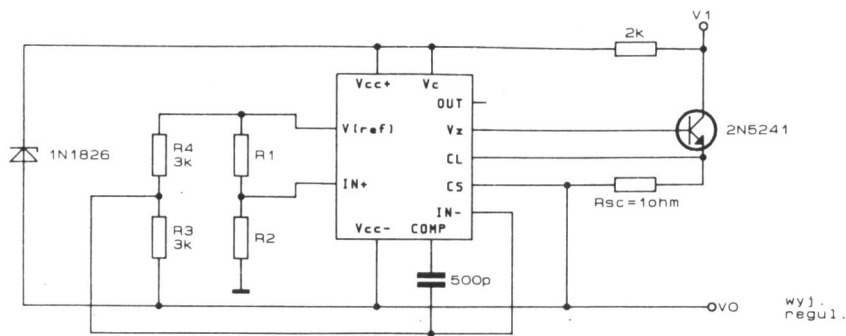 V1
2k
Vcc+
Vc
OUT
V(ref)
Vz
2N5241
1N1826
R4
3k
R1
CL
IN+
CS
Rsc=1ohm
IN-
R3
3k
R2
Vcc-
COMP
500p
VO
wyj.
regul.